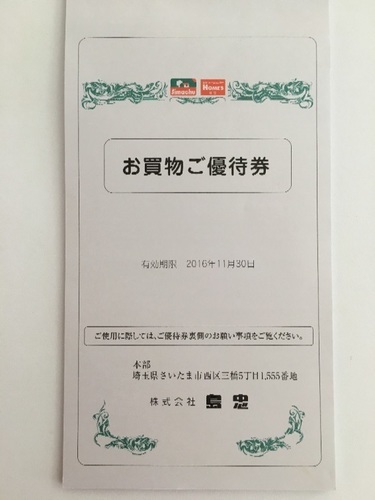 Simachu HOMES
お買物ご優待券
有効期限 2016年11月30日
ご使用に際しては、ご優待券裏側のお願い事項をご覧ください。
本部
埼玉県さいたま市西区三橋5丁目1,555番地
株式会社 島忠